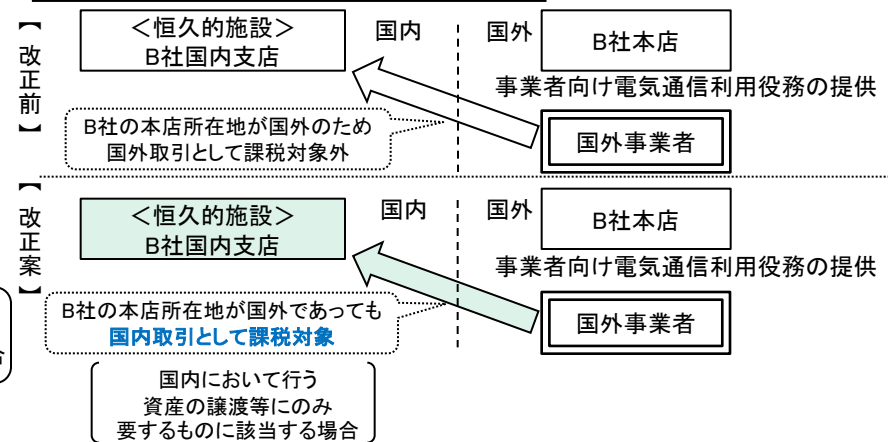 【改正前】
＜恒久的施設＞
B社国内支店
国内
国外
B社本店
事業者向け電気通信利用役務の提供
B社の本店所在地が国外のため
国外取引として課税対象外
国外事業者
【改正案】
＜恒久的施設＞
B社国内支店
国内
国外
B社本店
事業者向け電気通信利用役務の提供
B社の本店所在地が国外であっても
国内取引として課税対象
国外事業者
国内において行う
資産の譲渡等にのみ
要するものに該当する場合